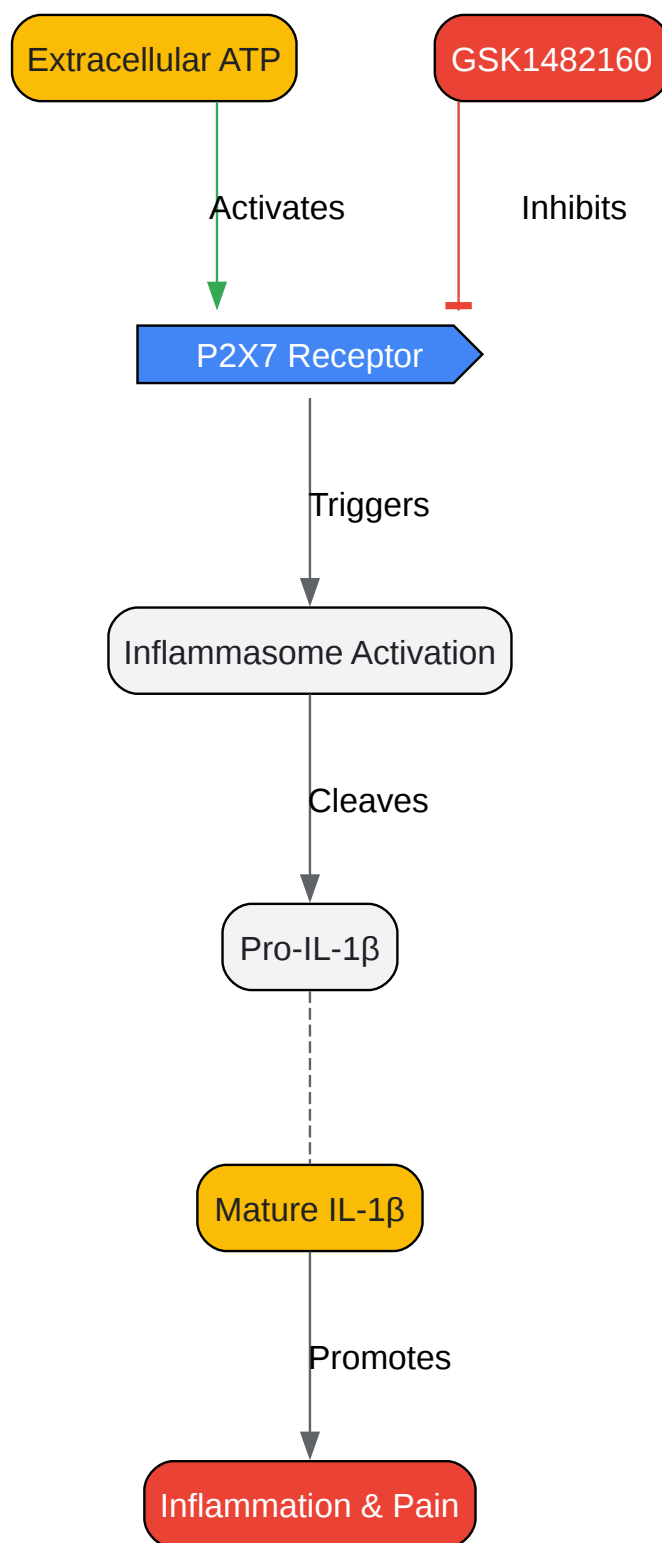 Extracellular ATP
GSK1482160
Activates
Inhibits
P2X7 Receptor
Triggers
Inflammasome Activation
Cleaves
Pro-IL-1β
Mature IL-1β
Promotes
Inflammation & Pain